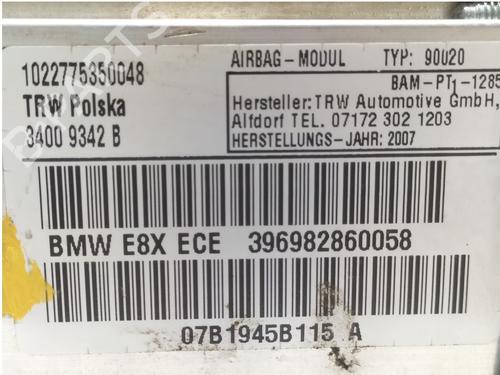 1022775350048
TRW Polska
3400 9342 B
AIRBAG-MODUL TYP: 90020
BAM-PT1-1285
Hersteller: TRW Automotive GmbH,
Alfdorf TEL. 07172 302 1203
HERSTELLUNGS-JAHR: 2007
BMW E8X ECE 396982860058
07B1945B115 A